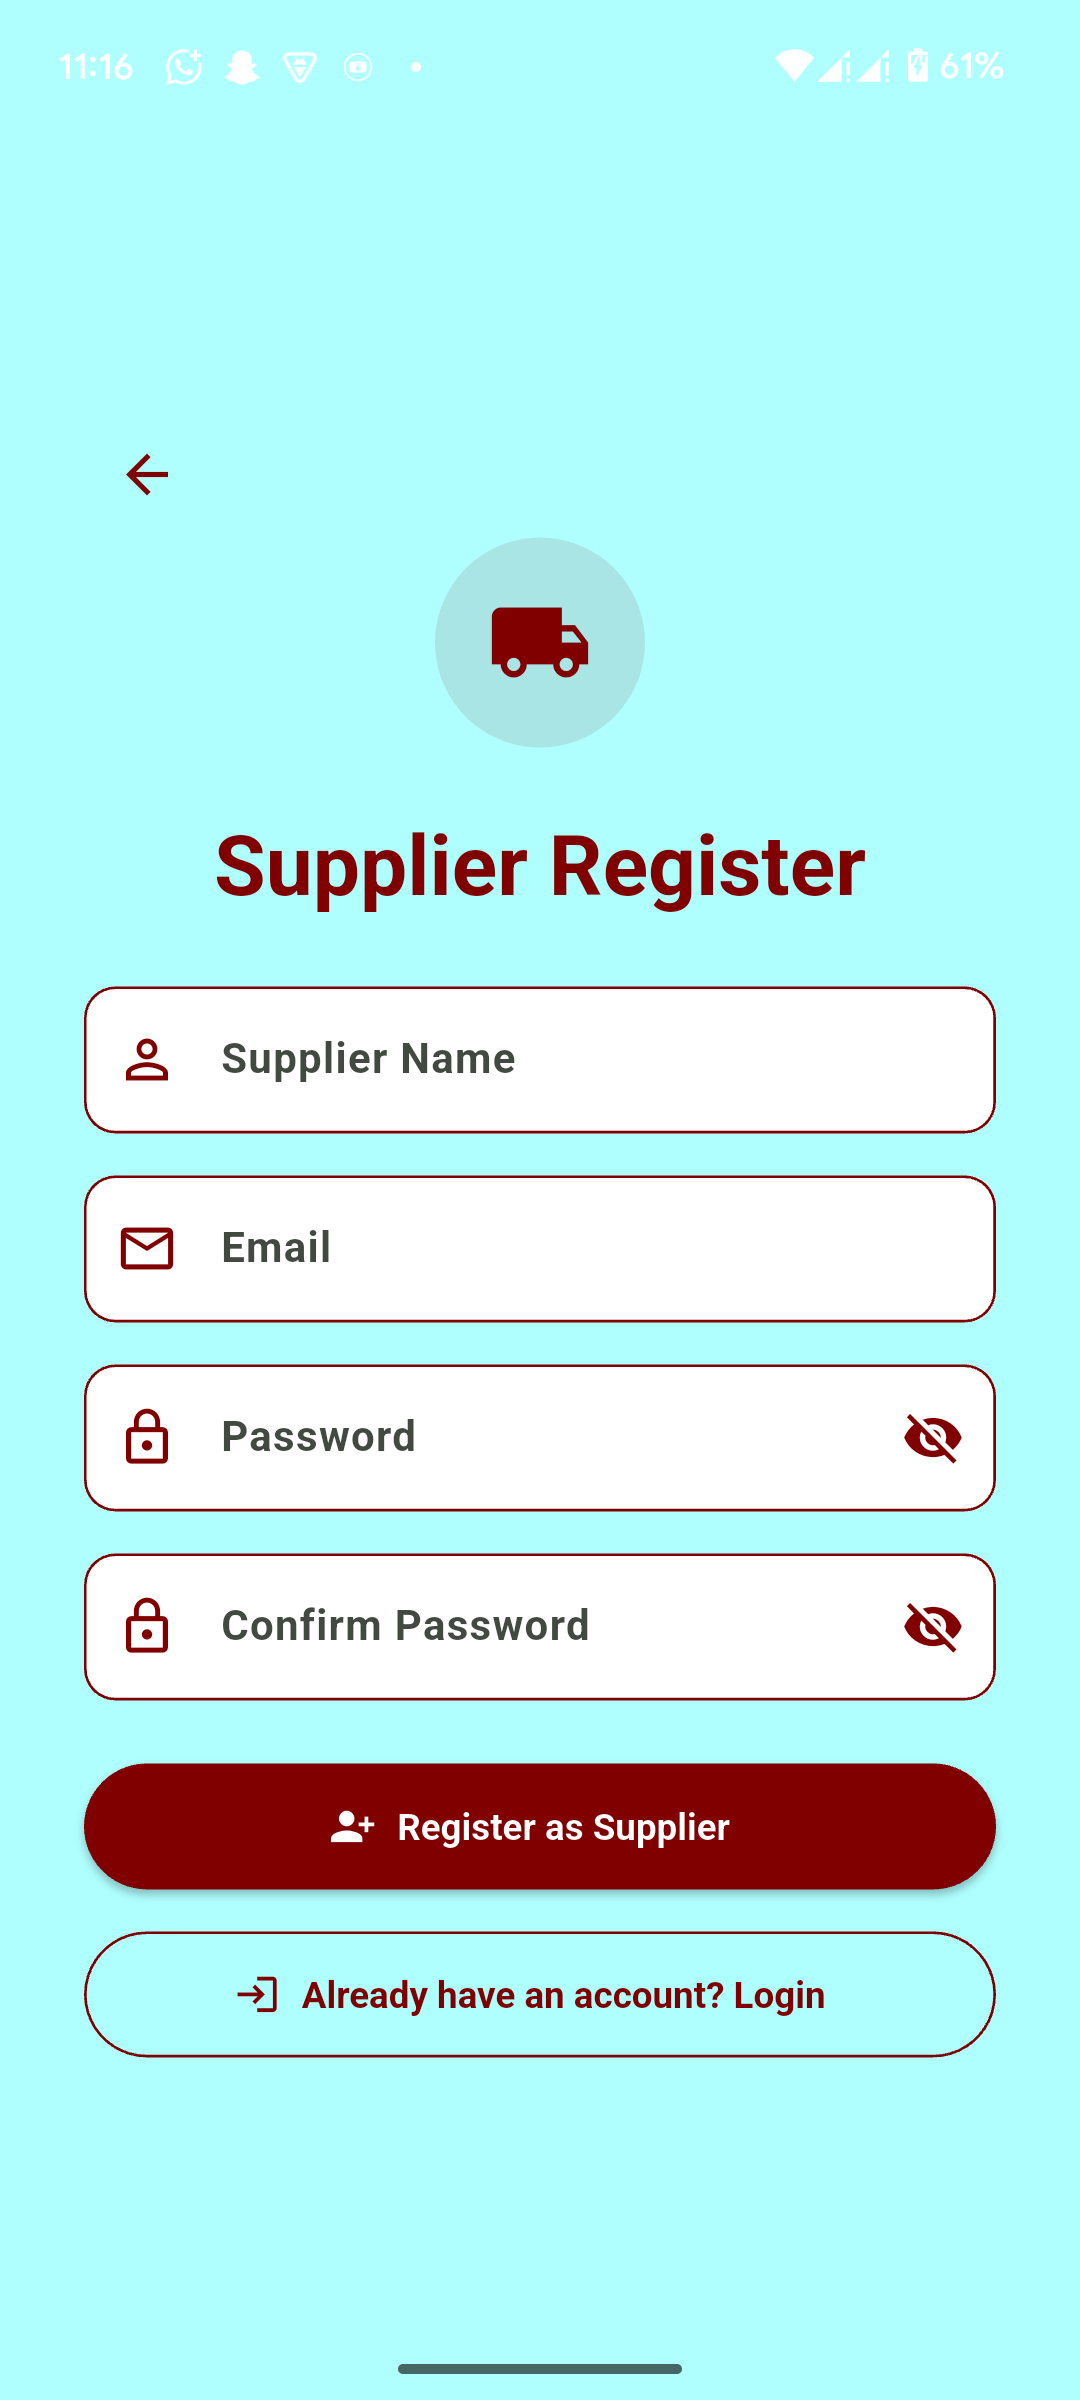 11:16 61%
Supplier Register
Supplier Name
Email
Password
Confirm Password
Register as Supplier
Already have an account? Login